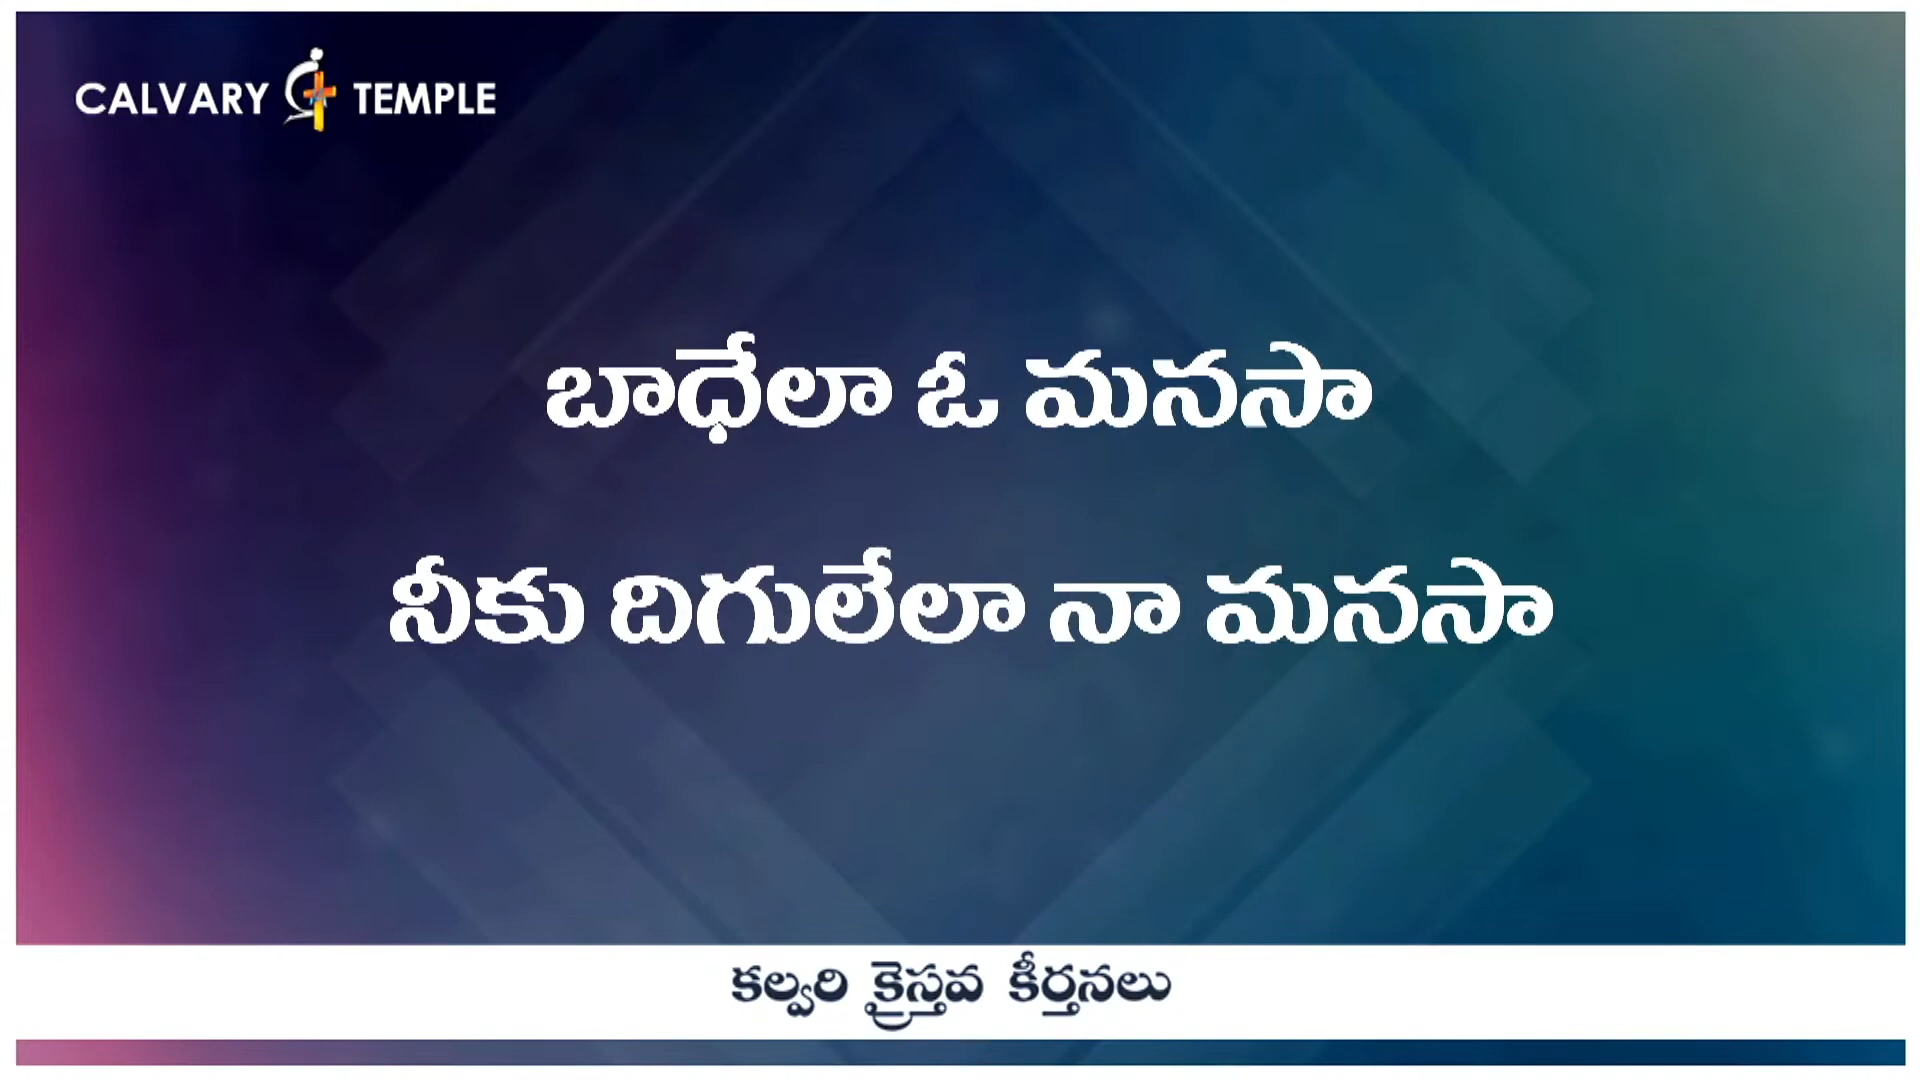 CALVARY TEMPLE
బాధేలా ఓ మనసా
నీకు దిగులేలా నా మనసా
కల్వరి క్రైస్తవ కీర్తనలు